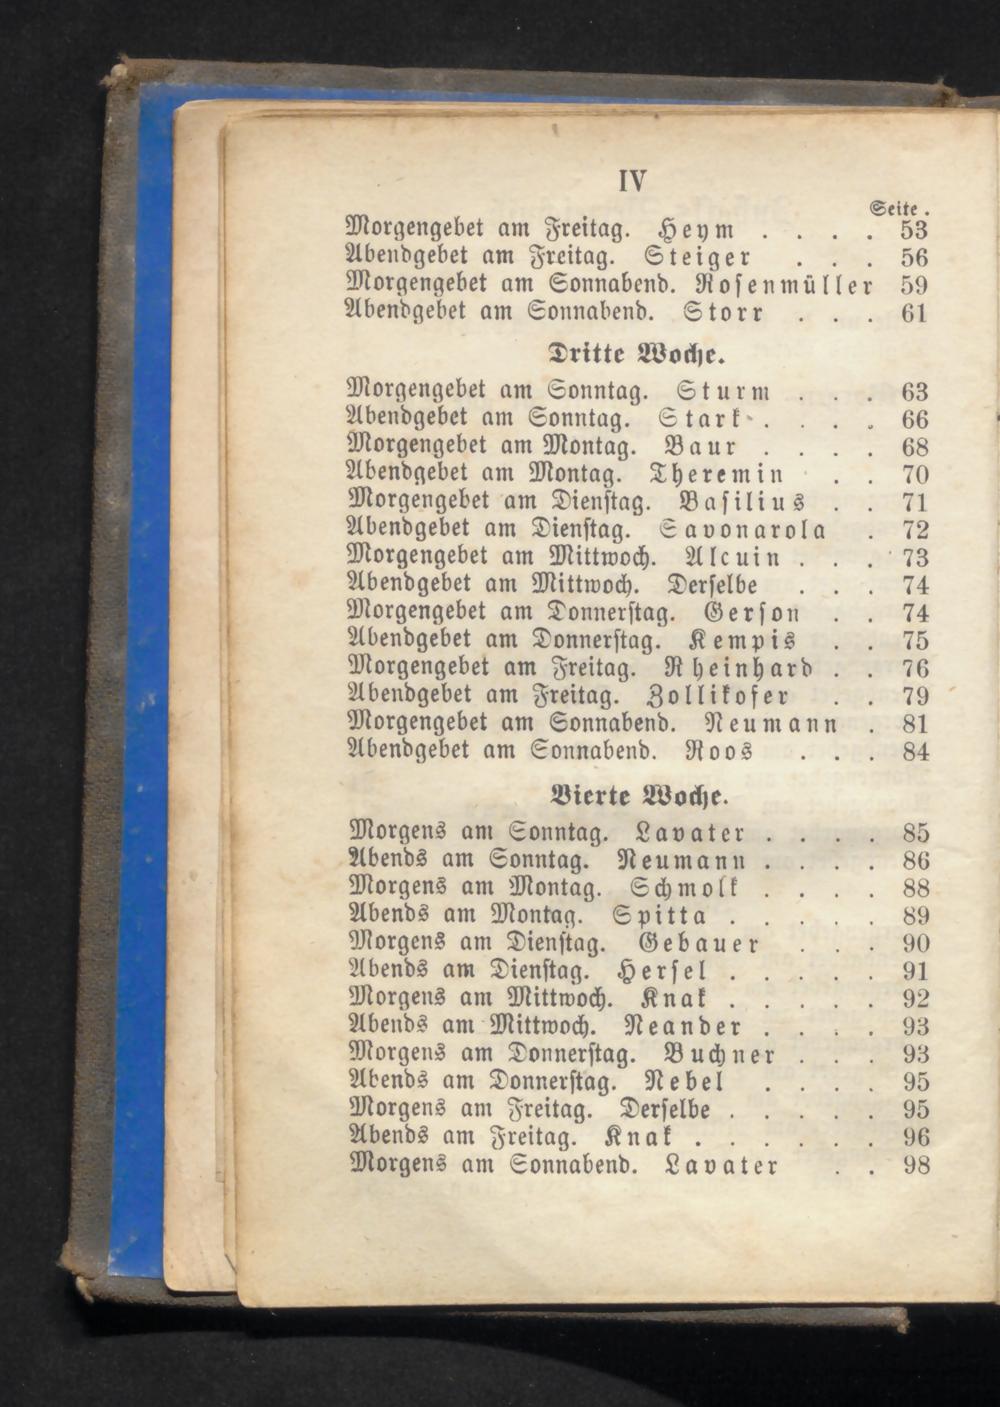 IV
Seite.
Morgengebet am Freitag. Heym . . . . 53
Abendgebet am Freitag. Steiger . . . 56
Morgengebet am Sonnabend. Rosenmüller 59
Abendgebet am Sonnabend. Storr . . . 61
Dritte Woche.
Morgengebet am Sonntag. Sturm . . . 63
Abendgebet am Sonntag. Stark . . . . 66
Morgengebet am Montag. Baur . . . . 68
Abendgebet am Montag. Theremin . . 70
Morgengebet am Dienſtag. Baſilius . . 71
Abendgebet am Dienſtag. Savonarola . 72
Morgengebet am Mittwoch. Alcuin . . . 73
Abendgebet am Mittwoch. Derſelbe . . . 74
Morgengebet am Donnerſtag. Gerſon . . 74
Abendgebet am Donnerſtag. Kempis . . 75
Morgengebet am Freitag. Rheinhard . . 76
Abendgebet am Freitag. Zollikofer . . 79
Morgengebet am Sonnabend. Neumann . 81
Abendgebet am Sonnabend. Roos . . . 84
Vierte Woche.
Morgens am Sonntag. Lavater . . . . 85
Abends am Sonntag. Neumann . . . . 86
Morgens am Montag. Schmolk . . . . 88
Abends am Montag. Spitta . . . . . 89
Morgens am Dienſtag. Gebauer . . . 90
Abends am Dienſtag. Herſel . . . . . 91
Morgens am Mittwoch. Knak . . . . . 92
Abends am Mittwoch. Neander . . . . 93
Morgens am Donnerſtag. Buchner . . . 93
Abends am Donnerſtag. Nebel . . . . 95
Morgens am Freitag. Derſelbe . . . . . 95
Abends am Freitag. Knak . . . . . . 96
Morgens am Sonnabend. Lavater . . 98